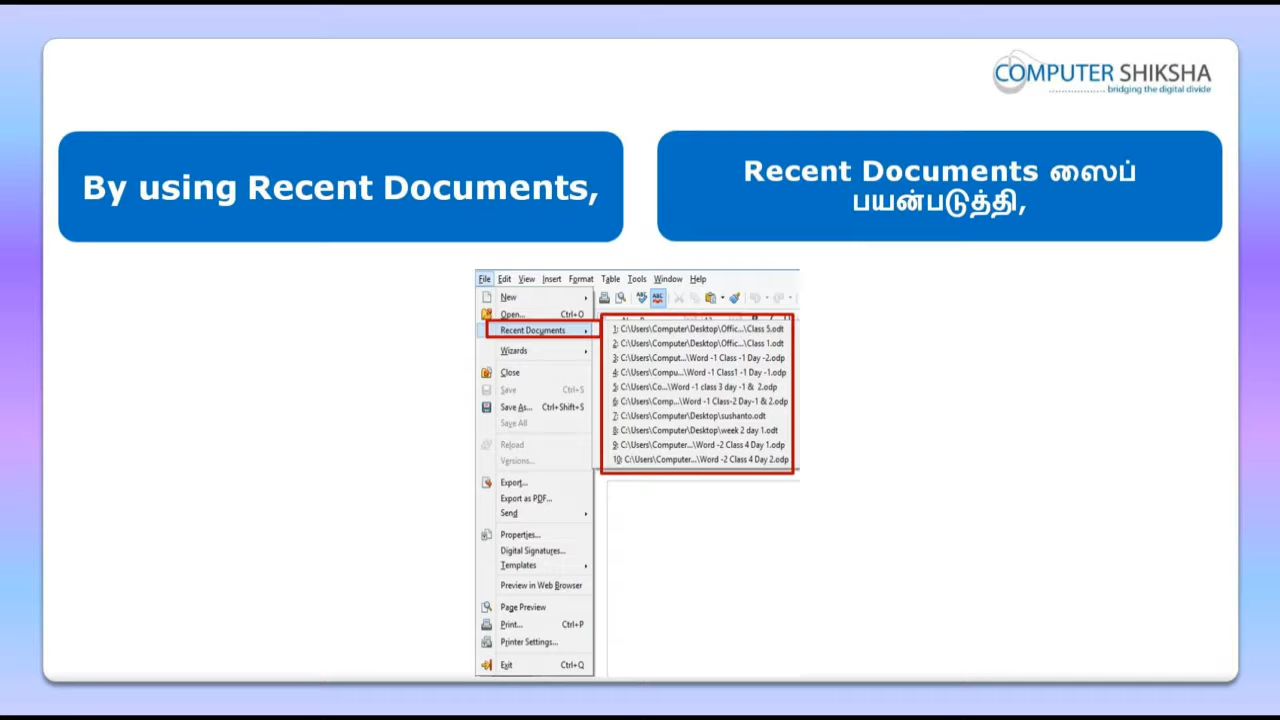 COMPUTER SHIKSHA
bridging the digital divide
By using Recent Documents,
Recent Documents ஸைப்
பயன்படுத்தி,
File Edit View Insert Format Table Tools Window Help
New
Open... Ctrl+O
Recent Documents
Wizards
Close
Save Ctrl+S
Save As... Ctrl+Shift+S
Save All
Reload
Versions...
Export...
Export as PDF...
Send
Properties...
Digital Signatures...
Templates
Preview in Web Browser
Page Preview
Print... Ctrl+P
Printer Settings...
Exit Ctrl+Q
1: C:\Users\Computer\Desktop\Offic...\Class 5.odt
2: C:\Users\Computer\Desktop\Offic...\Class 1.odt
3: C:\Users\Comput...\Word -1 Class -1 Day -2.odp
4: C:\Users\Compu...\Word -1 Class1 -1 Day -1.odp
5: C:\Users\Co...\Word -1 class 3 day -1 & 2.odp
6: C:\Users\Comp...\Word -1 Class-2 Day-1 & 2.odp
7: C:\Users\Computer\Desktop\sushanto.odt
8: C:\Users\Computer\Desktop\week 2 day 1.odt
9: C:\Users\Computer...\Word -2 Class 4 Day 1.odp
10: C:\Users\Computer...\Word -2 Class 4 Day 2.odp